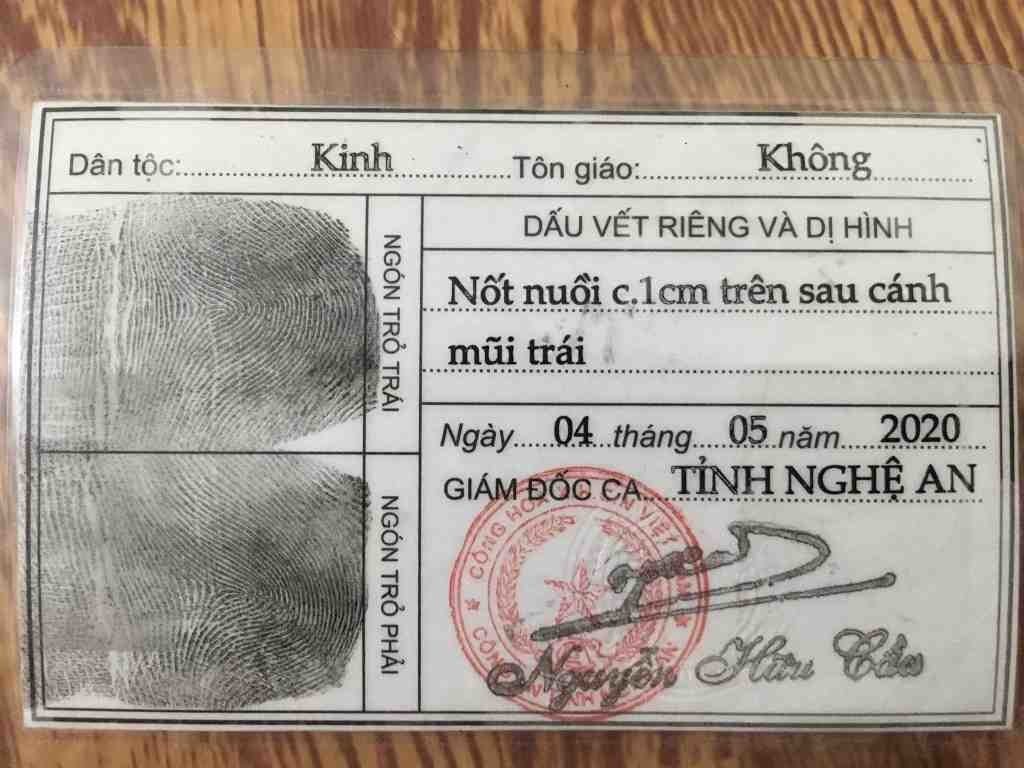 Dân tộc: Kinh Tôn giáo: Không
NGÓN TRỎ TRÁI
NGÓN TRỎ PHẢI
DẤU VẾT RIÊNG VÀ DỊ HÌNH
Nốt nuồi c.1cm trên sau cánh
mũi trái
Ngày 04 tháng 05 năm 2020
GIÁM ĐỐC CA TỈNH NGHỆ AN
CỘNG HÒA
Nguyễn Hữu Cầu